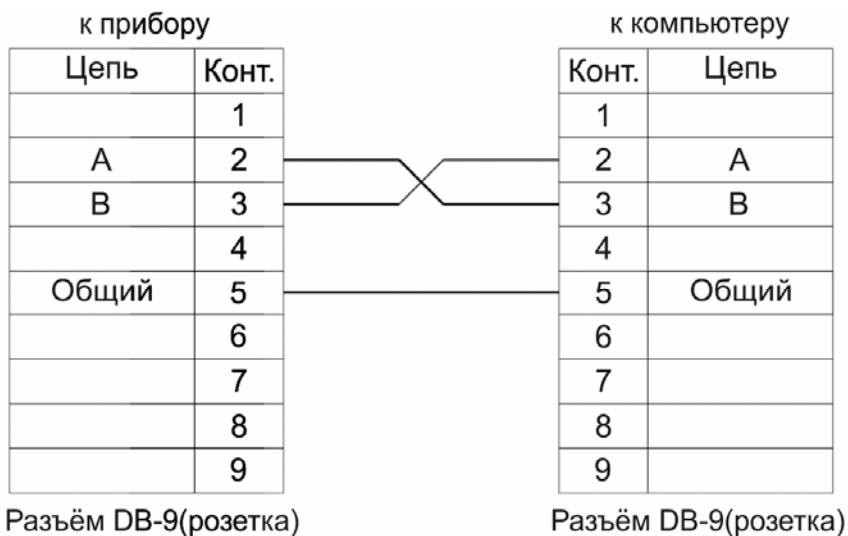 к прибору к компьютеру
Цепь Конт. Конт. Цепь
1 1
А 2 2 А
В 3 3 В
4 4
Общий 5 5 Общий
6 6
7 7
8 8
9 9
Разъём DB-9(розетка) Разъём DB-9(розетка)